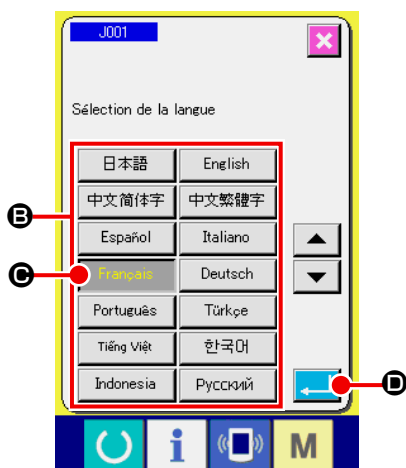 J001
Sélection de la langue
日本語 English
中文简体字 中文繁體字
B
Español Italiano
C Français Deutsch
Português Türkçe
Tiếng Việt 한국어
Indonesia Русский
D
M